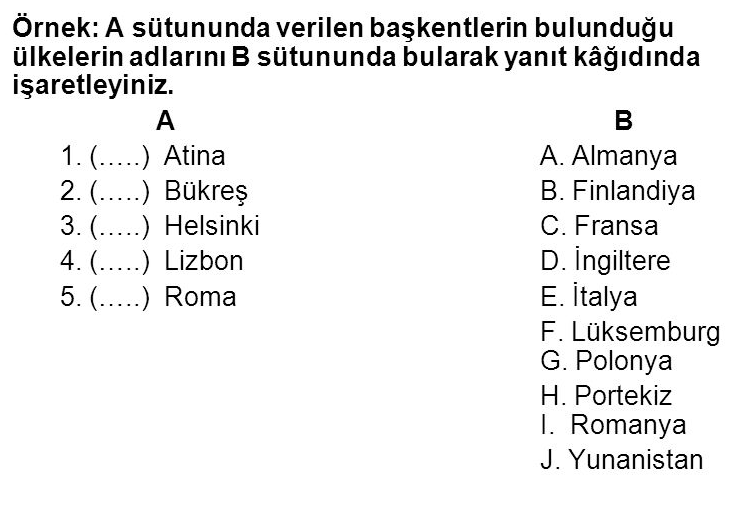 Örnek: A sütununda verilen başkentlerin bulunduğu
ülkelerin adlarını B sütununda bularak yanıt kâğıdında
işaretleyiniz.
A B
1. (.....) Atina A. Almanya
2. (.....) Bükreş B. Finlandiya
3. (.....) Helsinki C. Fransa
4. (.....) Lizbon D. İngiltere
5. (.....) Roma E. İtalya
F. Lüksemburg
G. Polonya
H. Portekiz
I. Romanya
J. Yunanistan